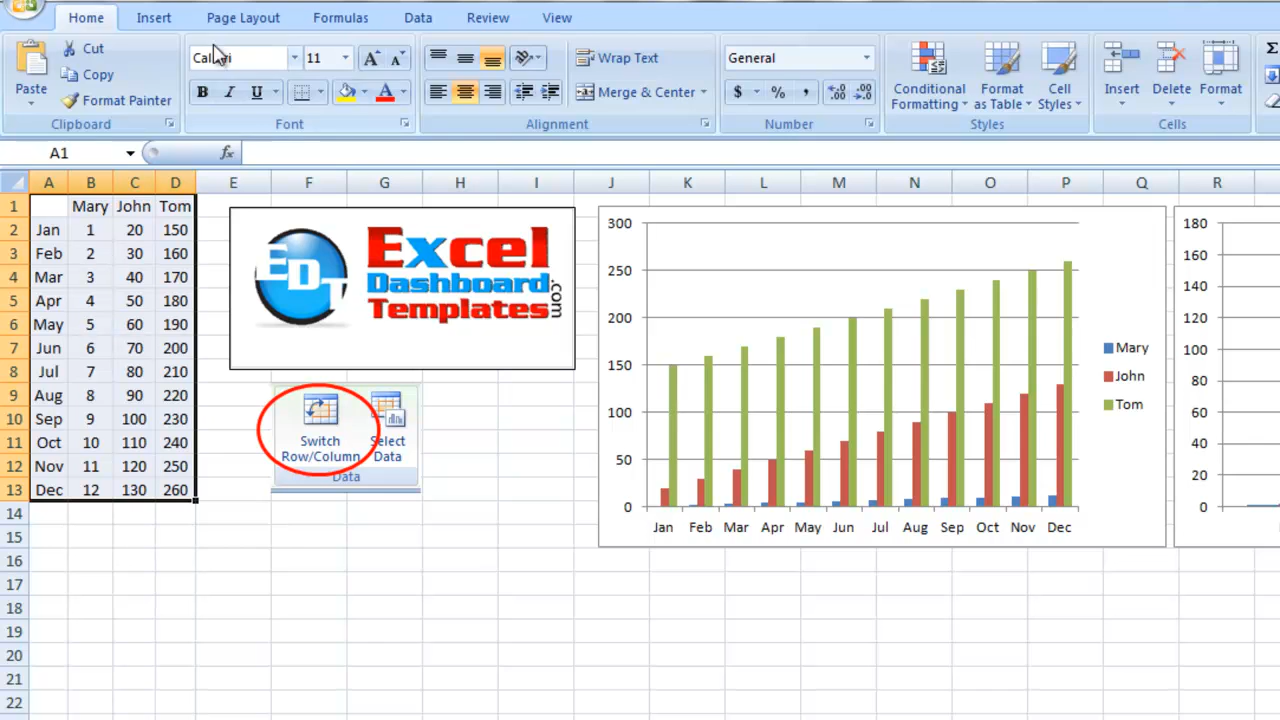 Home Insert Page Layout Formulas Data Review View
Cut
Copy
Format Painter
Paste
Clipboard
11
Font
Wrap Text
Merge & Center
Alignment
General
$ % ,
Number
Conditional Formatting
Format as Table
Cell Styles
Styles
Insert Delete Format
Cells
A1 fx
A B C D E F G H I J K L M N O P Q R
1 Mary John Tom
2 Jan 1 20 150
3 Feb 2 30 160
4 Mar 3 40 170
5 Apr 4 50 180
6 May 5 60 190
7 Jun 6 70 200
8 Jul 7 80 210
9 Aug 8 90 220
10 Sep 9 100 230
11 Oct 10 110 240
12 Nov 11 120 250
13 Dec 12 130 260
14
15
16
17
18
19
20
21
22
EDT
Excel
Dashboard
Templates
.com
Switch
Row/Column
Select
Data
Data
300
250
200
150
100
50
0
Jan Feb Mar Apr May Jun Jul Aug Sep Oct Nov Dec
Mary
John
Tom
180
160
140
120
100
80
60
40
20
0